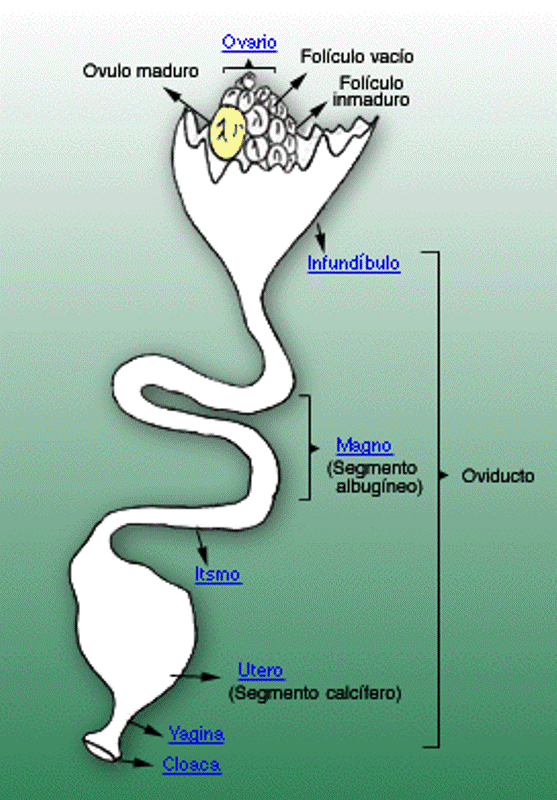 Ovario
Folículo vacío
Ovulo maduro
Folículo
inmaduro
Infundíbulo
Magno
(Segmento
albugíneo)
Oviducto
Itsmo
Utero
(Segmento calcífero)
Vagina
Cloaca